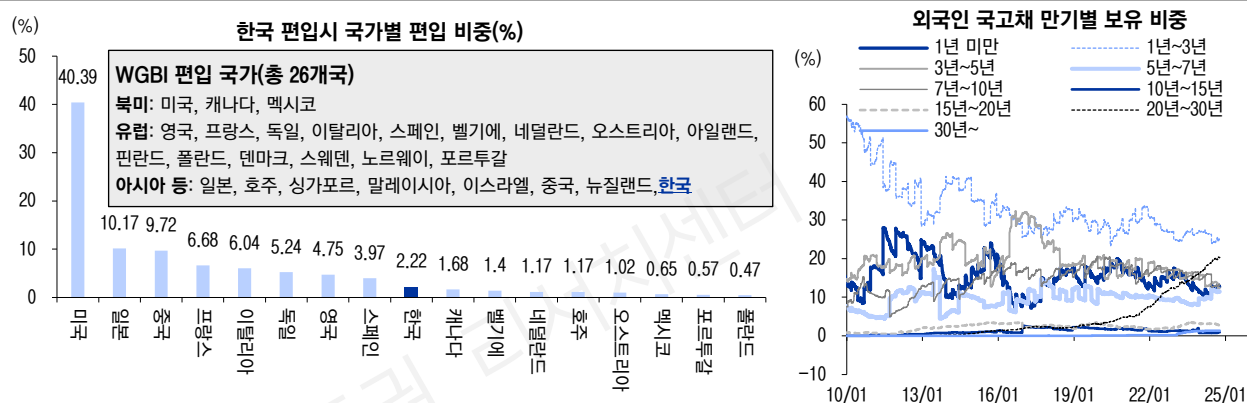 한국 편입시 국가별 편입 비중(%)
(%)
50
40
30
20
10
0
40.39
10.17
9.72
6.68
6.04
5.24
4.75
3.97
2.22
1.68
1.4
1.17
1.17
1.02
0.65
0.57
0.47
WGBI 편입 국가(총 26개국)
북미: 미국, 캐나다, 멕시코
유럽: 영국, 프랑스, 독일, 이탈리아, 스페인, 벨기에, 네덜란드, 오스트리아, 아일랜드,
핀란드, 폴란드, 덴마크, 스웨덴, 노르웨이, 포르투갈
아시아 등: 일본, 호주, 싱가포르, 말레이시아, 이스라엘, 중국, 뉴질랜드,한국
미국
일본
중국
프랑스
이탈리아
독일
영국
스페인
한국
캐나다
벨기에
네덜란드
호주
오스트리아
멕시코
포르투갈
폴란드
외국인 국고채 만기별 보유 비중
(%)
1년 미만
1년~3년
3년~5년
5년~7년
7년~10년
10년~15년
15년~20년
20년~30년
30년~
60
50
40
30
20
10
0
−10
10/01
13/01
16/01
19/01
22/01
25/01
리서치센터